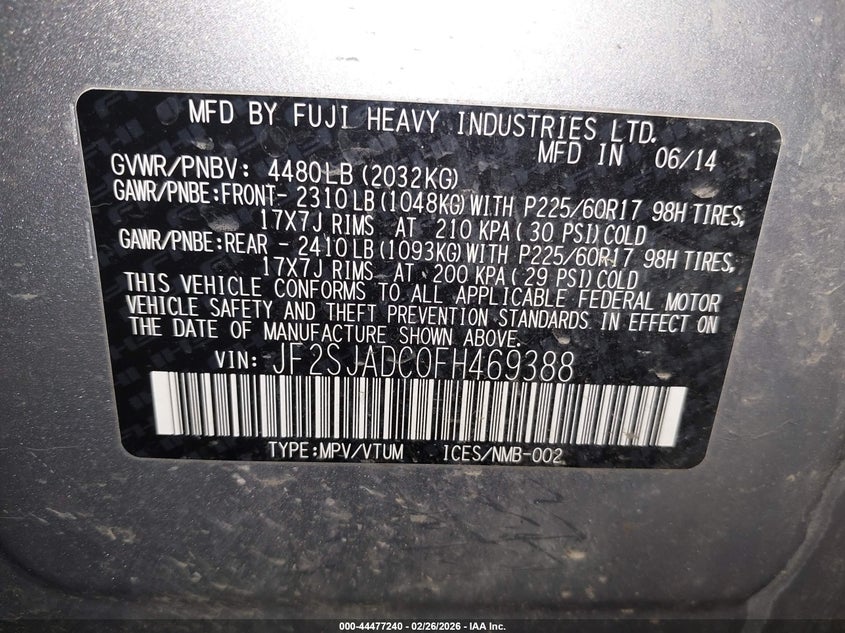 MFD BY FUJI HEAVY INDUSTRIES LTD.
MFD IN 06/14
GVWR/PNBV: 4480LB (2032KG)
GAWR/PNBE:FRONT- 2310LB (1048KG) WITH P225/60R17 98H TIRES,
17X7J RIMS AT 210 KPA ( 30 PSI) COLD
GAWR/PNBE:REAR - 2410LB (1093KG) WITH P225/60R17 98H TIRES,
17X7J RIMS AT 200 KPA ( 29 PSI) COLD
THIS VEHICLE CONFORMS TO ALL APPLICABLE FEDERAL MOTOR
VEHICLE SAFETY AND THEFT PREVENTION STANDARDS IN EFFECT ON
THE DATE OF MANUFACTURE SHOWN ABOVE.
VIN: JF2SJADC0FH469388
TYPE:MPV/VTUM ICES/NMB-002
000-44477240 - 02/26/2026 - IAA Inc.